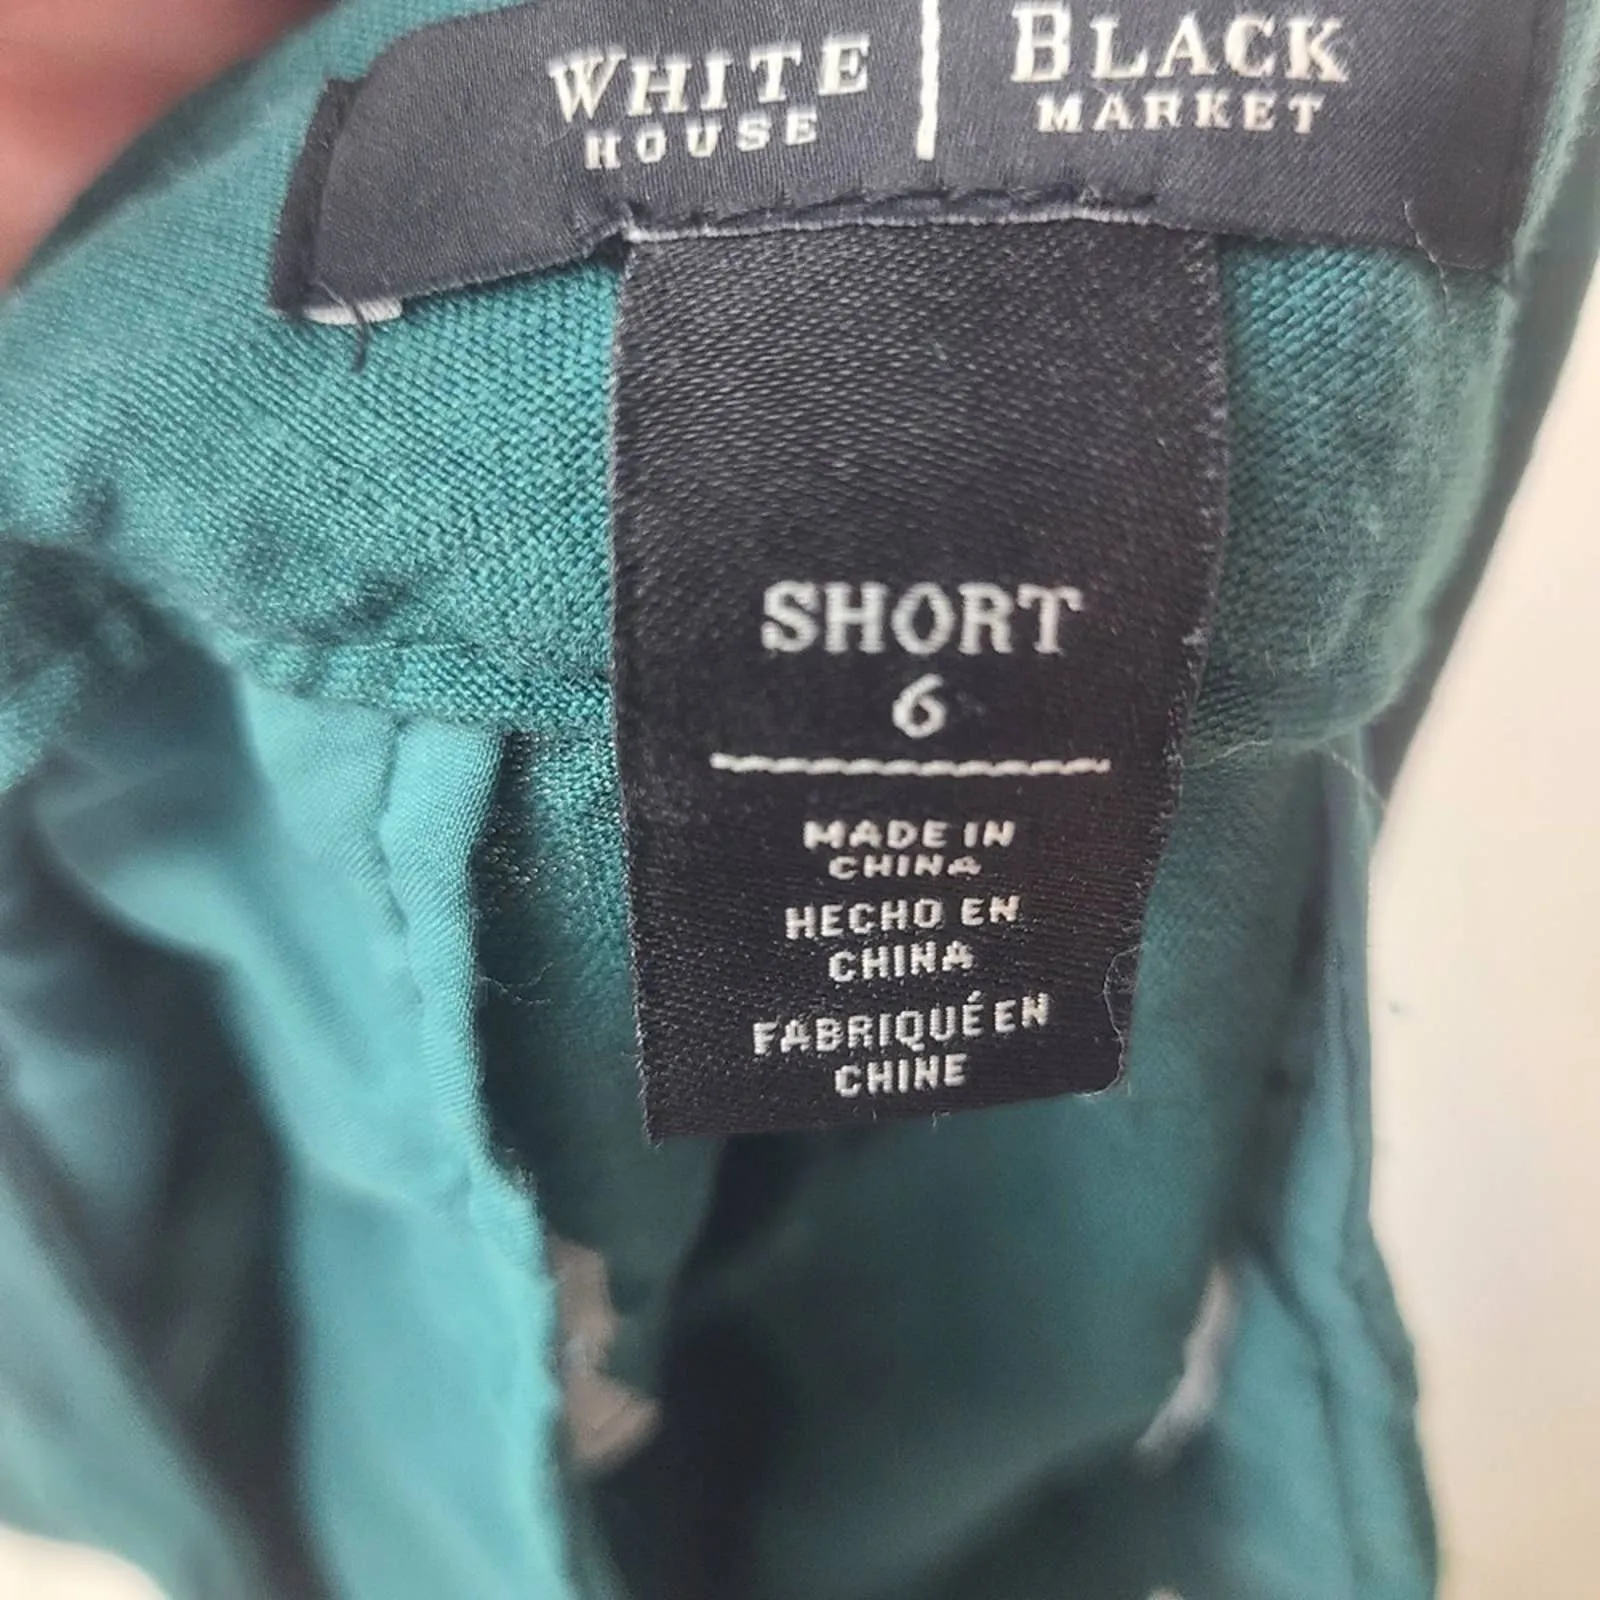 WHITE | BLACK
HOUSE | MARKET
SHORT
6
MADE IN
CHINA
HECHO EN
CHINA
FABRIQUÉ EN
CHINE